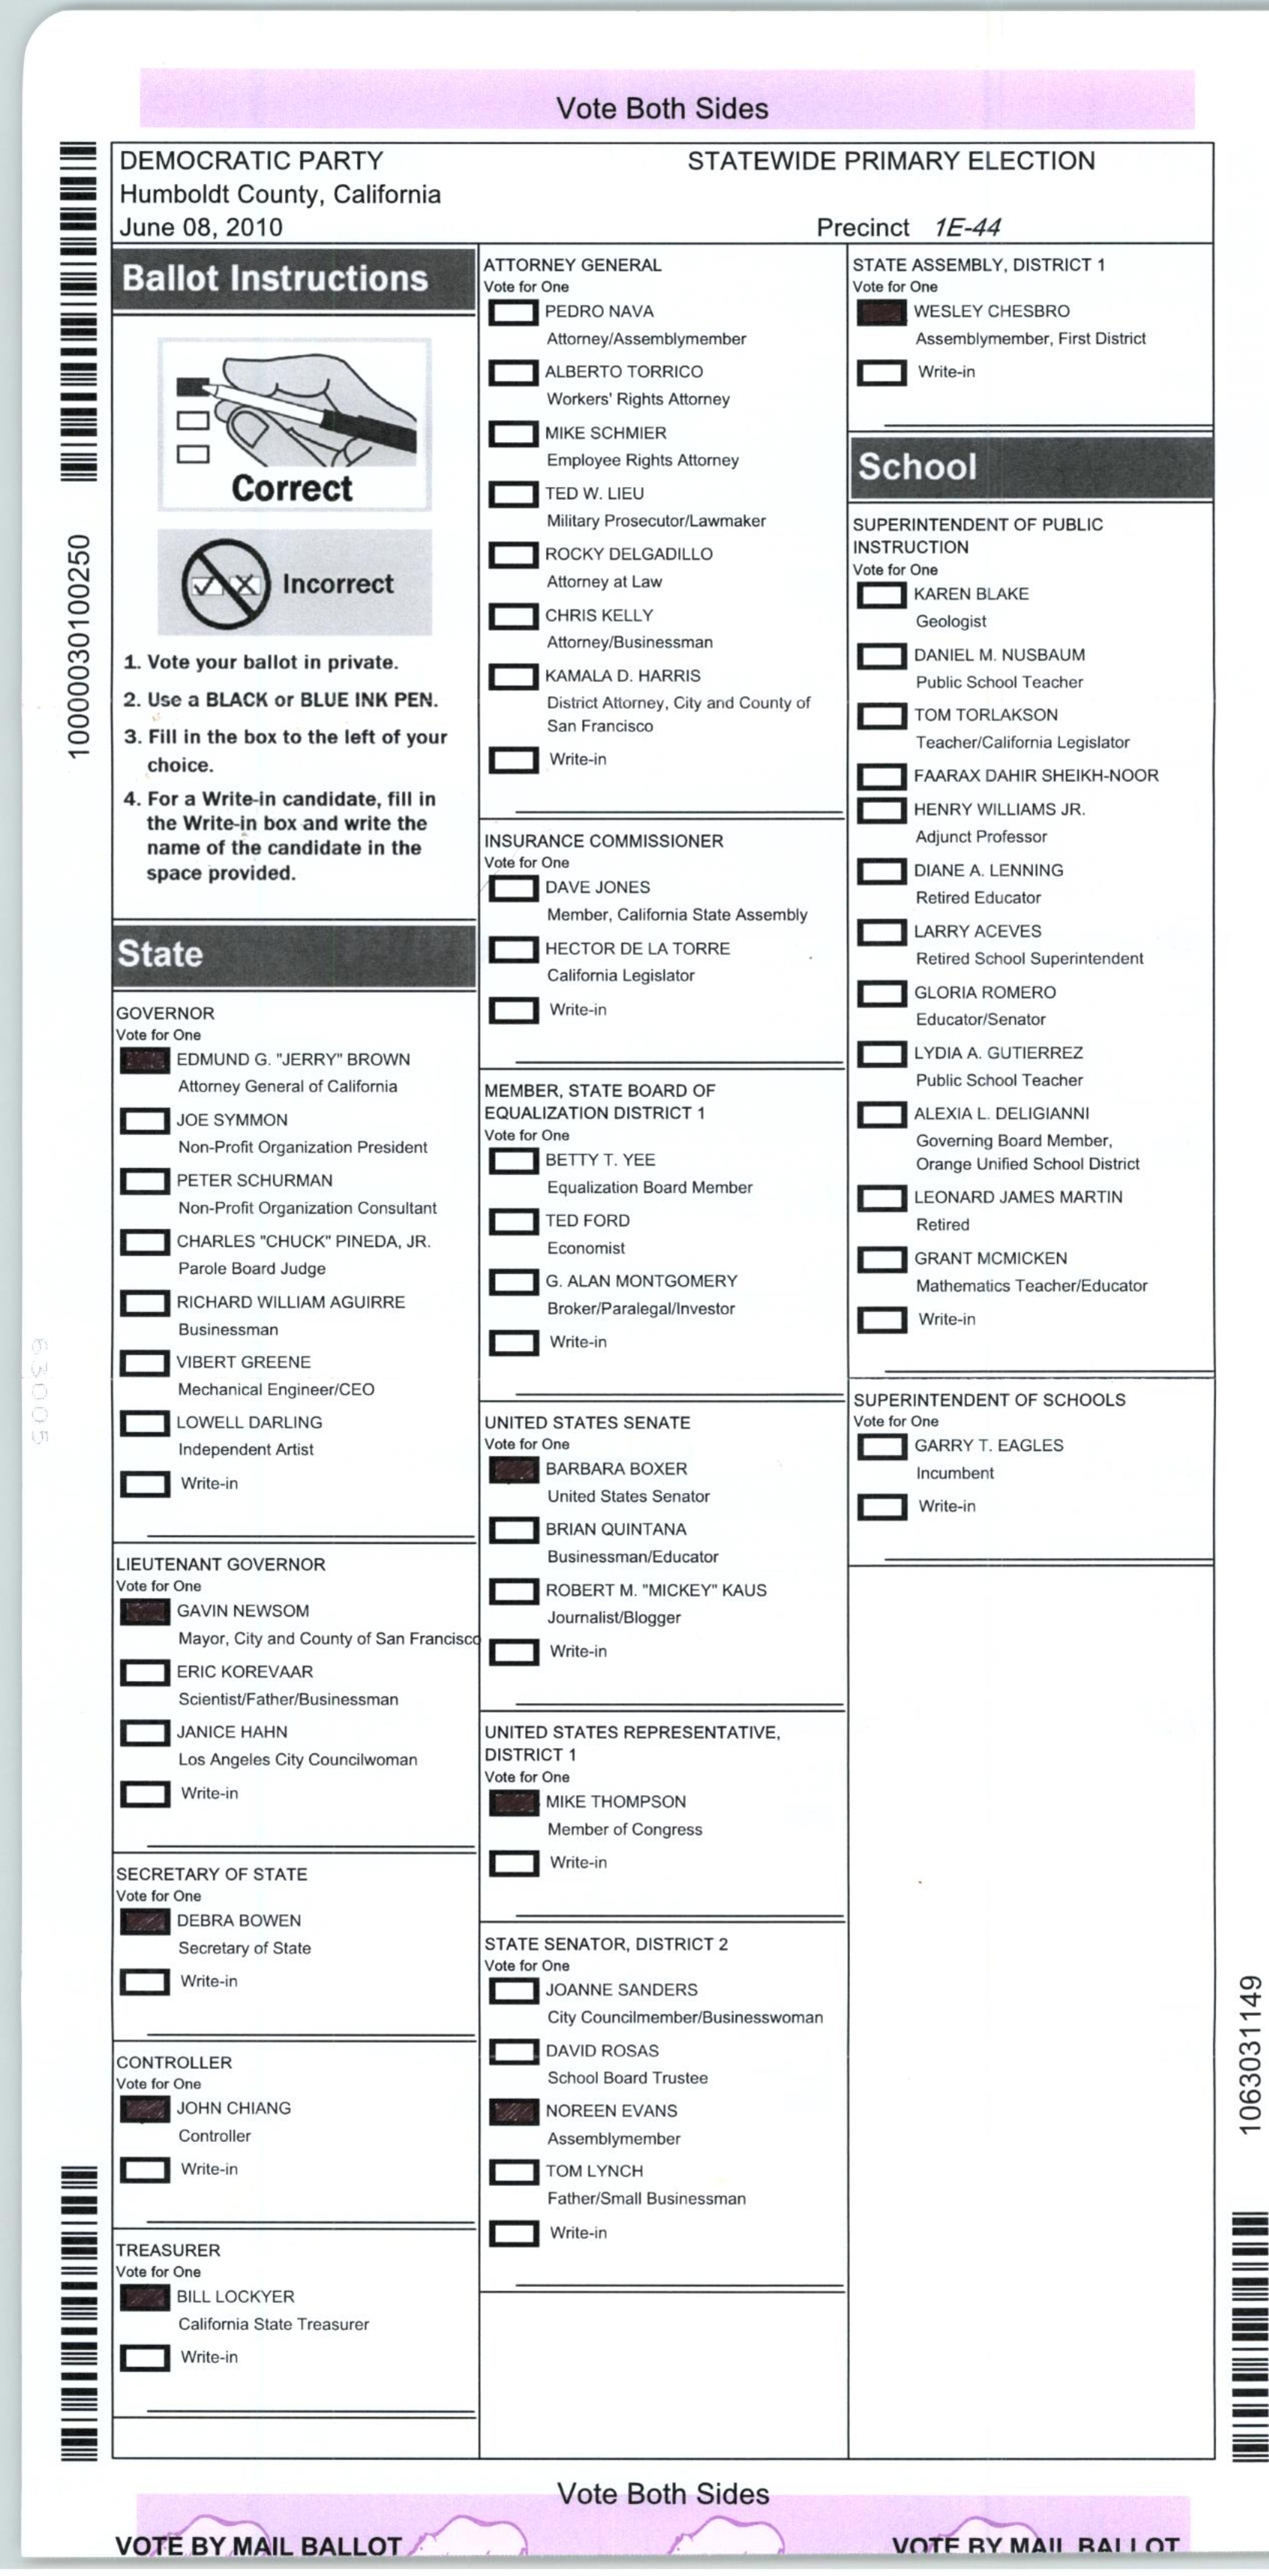 Vote Both Sides
DEMOCRATIC PARTY
STATEWIDE PRIMARY ELECTION
Humboldt County, California
June 08, 2010
Precinct 1E-44
10000030100250
63005
Ballot Instructions
Correct
Incorrect
1. Vote your ballot in private.
2. Use a BLACK or BLUE INK PEN.
3. Fill in the box to the left of your
choice.
4. For a Write-in candidate, fill in
the Write-in box and write the
name of the candidate in the
space provided.
State
GOVERNOR
Vote for One
EDMUND G. "JERRY" BROWN
Attorney General of California
JOE SYMMON
Non-Profit Organization President
PETER SCHURMAN
Non-Profit Organization Consultant
CHARLES "CHUCK" PINEDA, JR.
Parole Board Judge
RICHARD WILLIAM AGUIRRE
Businessman
VIBERT GREENE
Mechanical Engineer/CEO
LOWELL DARLING
Independent Artist
Write-in
LIEUTENANT GOVERNOR
Vote for One
GAVIN NEWSOM
Mayor, City and County of San Francisco
ERIC KOREVAAR
Scientist/Father/Businessman
JANICE HAHN
Los Angeles City Councilwoman
Write-in
SECRETARY OF STATE
Vote for One
DEBRA BOWEN
Secretary of State
Write-in
CONTROLLER
Vote for One
JOHN CHIANG
Controller
Write-in
TREASURER
Vote for One
BILL LOCKYER
California State Treasurer
Write-in
ATTORNEY GENERAL
Vote for One
PEDRO NAVA
Attorney/Assemblymember
ALBERTO TORRICO
Workers' Rights Attorney
MIKE SCHMIER
Employee Rights Attorney
TED W. LIEU
Military Prosecutor/Lawmaker
ROCKY DELGADILLO
Attorney at Law
CHRIS KELLY
Attorney/Businessman
KAMALA D. HARRIS
District Attorney, City and County of
San Francisco
Write-in
INSURANCE COMMISSIONER
Vote for One
DAVE JONES
Member, California State Assembly
HECTOR DE LA TORRE
California Legislator
Write-in
MEMBER, STATE BOARD OF
EQUALIZATION DISTRICT 1
Vote for One
BETTY T. YEE
Equalization Board Member
TED FORD
Economist
G. ALAN MONTGOMERY
Broker/Paralegal/Investor
Write-in
UNITED STATES SENATE
Vote for One
BARBARA BOXER
United States Senator
BRIAN QUINTANA
Businessman/Educator
ROBERT M. "MICKEY" KAUS
Journalist/Blogger
Write-in
UNITED STATES REPRESENTATIVE,
DISTRICT 1
Vote for One
MIKE THOMPSON
Member of Congress
Write-in
STATE SENATOR, DISTRICT 2
Vote for One
JOANNE SANDERS
City Councilmember/Businesswoman
DAVID ROSAS
School Board Trustee
NOREEN EVANS
Assemblymember
TOM LYNCH
Father/Small Businessman
Write-in
STATE ASSEMBLY, DISTRICT 1
Vote for One
WESLEY CHESBRO
Assemblymember, First District
Write-in
School
SUPERINTENDENT OF PUBLIC
INSTRUCTION
Vote for One
KAREN BLAKE
Geologist
DANIEL M. NUSBAUM
Public School Teacher
TOM TORLAKSON
Teacher/California Legislator
FAARAX DAHIR SHEIKH-NOOR
HENRY WILLIAMS JR.
Adjunct Professor
DIANE A. LENNING
Retired Educator
LARRY ACEVES
Retired School Superintendent
GLORIA ROMERO
Educator/Senator
LYDIA A. GUTIERREZ
Public School Teacher
ALEXIA L. DELIGIANNI
Governing Board Member,
Orange Unified School District
LEONARD JAMES MARTIN
Retired
GRANT MCMICKEN
Mathematics Teacher/Educator
Write-in
SUPERINTENDENT OF SCHOOLS
Vote for One
GARRY T. EAGLES
Incumbent
Write-in
1063031149
Vote Both Sides
VOTE BY MAIL BALLOT
VOTE BY MAIL BALLOT